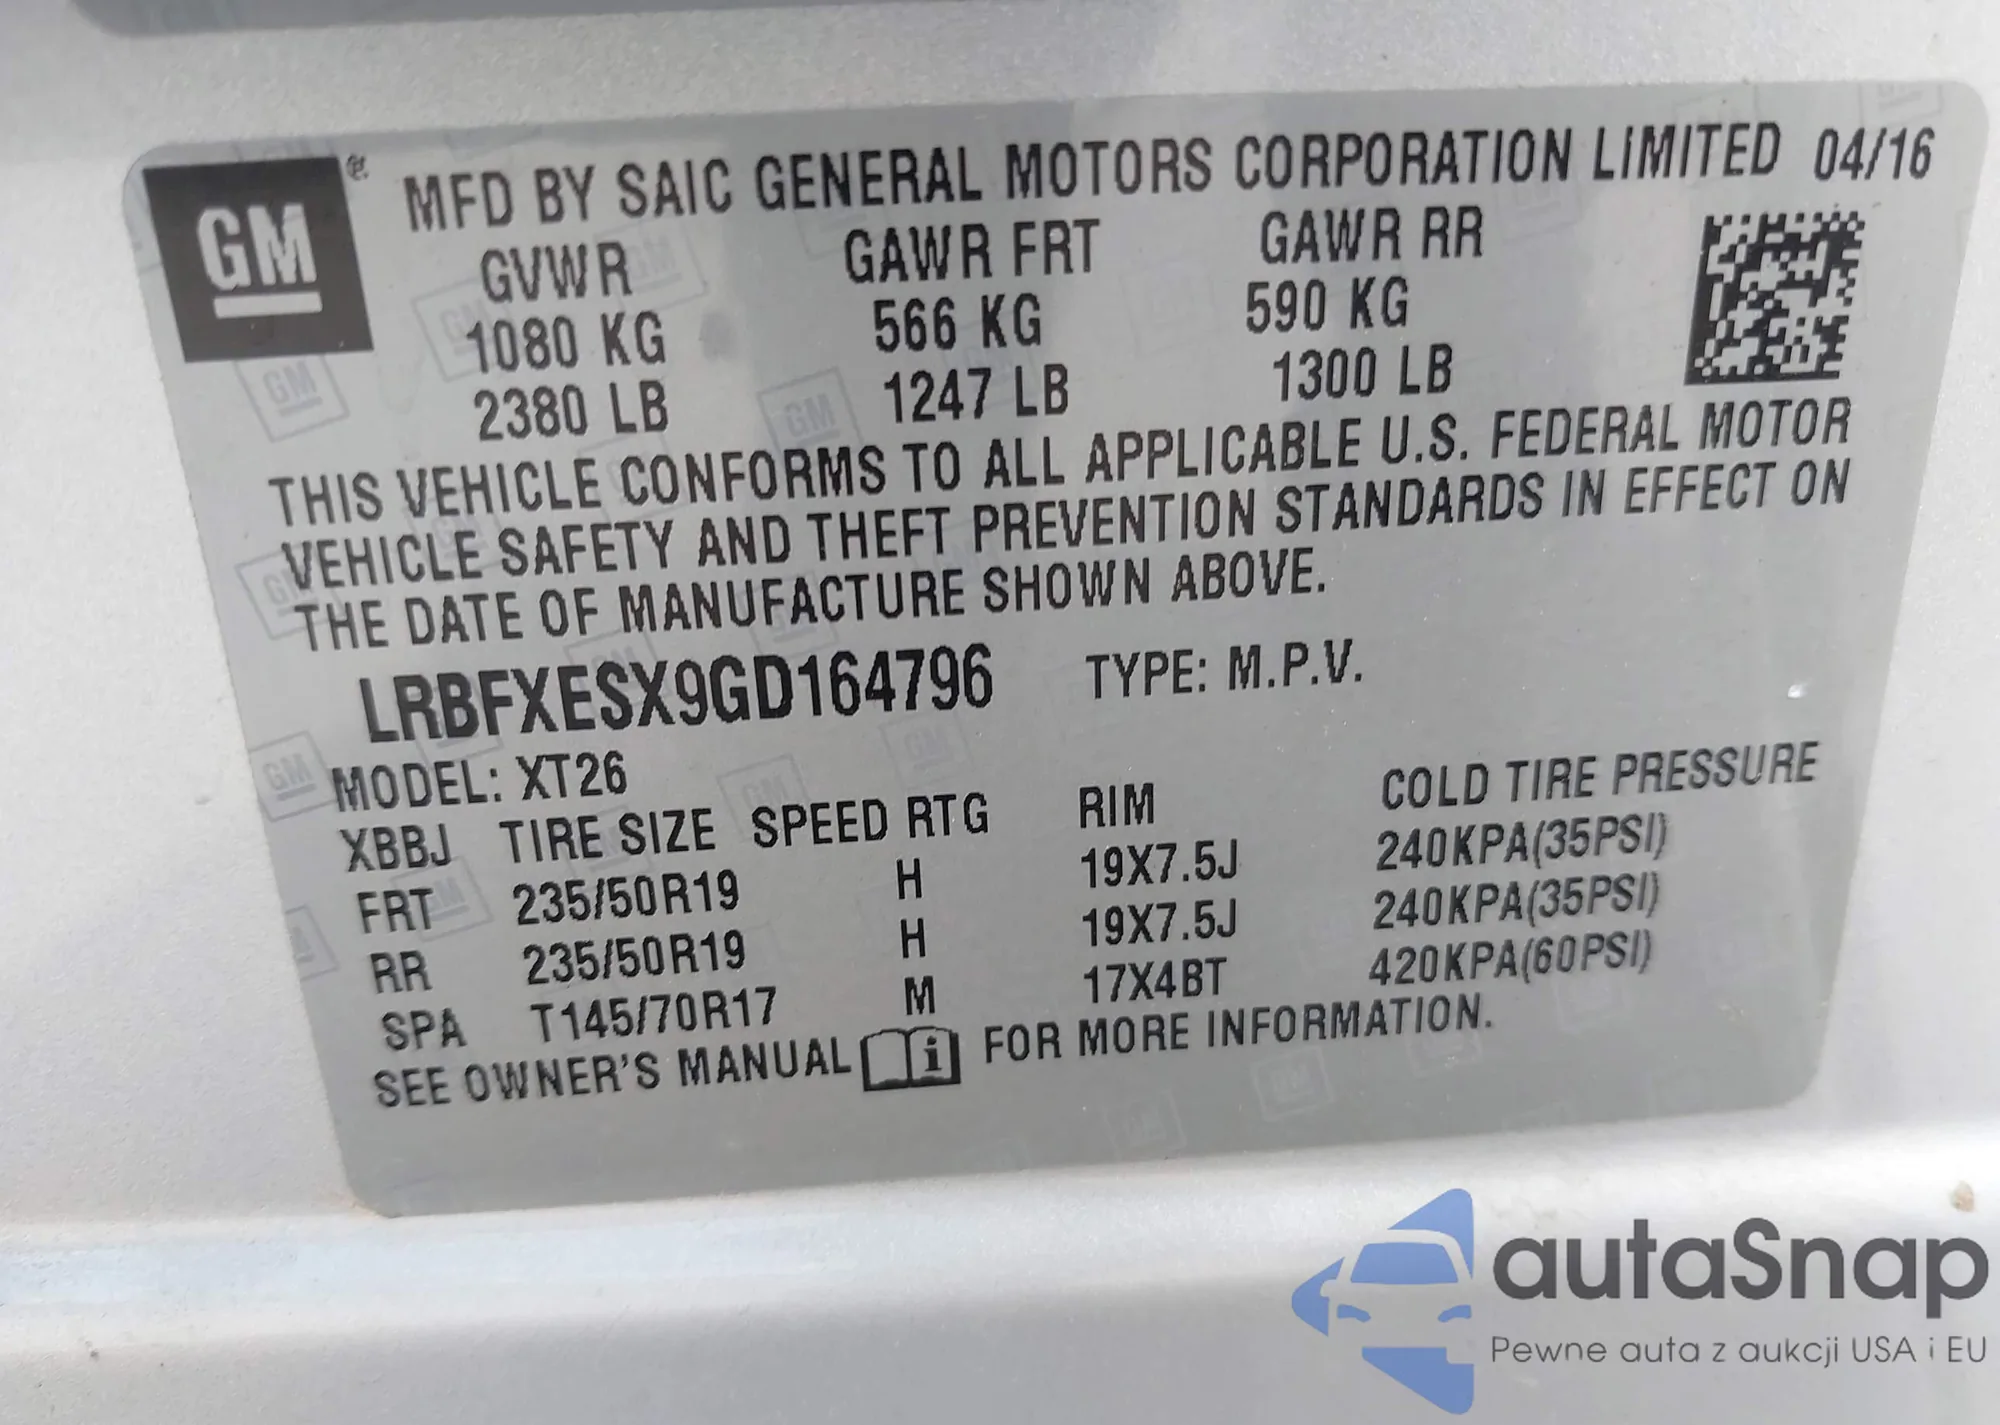 GM
MFD BY SAIC GENERAL MOTORS CORPORATION LIMITED 04/16
GVWR GAWR FRT GAWR RR
1080 KG 566 KG 590 KG
2380 LB 1247 LB 1300 LB
THIS VEHICLE CONFORMS TO ALL APPLICABLE U.S. FEDERAL MOTOR
VEHICLE SAFETY AND THEFT PREVENTION STANDARDS IN EFFECT ON
THE DATE OF MANUFACTURE SHOWN ABOVE.
LRBFXESX9GD164796 TYPE: M.P.V.
MODEL: XT26
XBBJ TIRE SIZE SPEED RTG RIM COLD TIRE PRESSURE
FRT 235/50R19 H 19X7.5J 240KPA(35PSI)
RR 235/50R19 H 19X7.5J 240KPA(35PSI)
SPA T145/70R17 M 17X4BT 420KPA(60PSI)
SEE OWNER'S MANUAL i FOR MORE INFORMATION.
autaSnap
Pewne auta z aukcji USA i EU